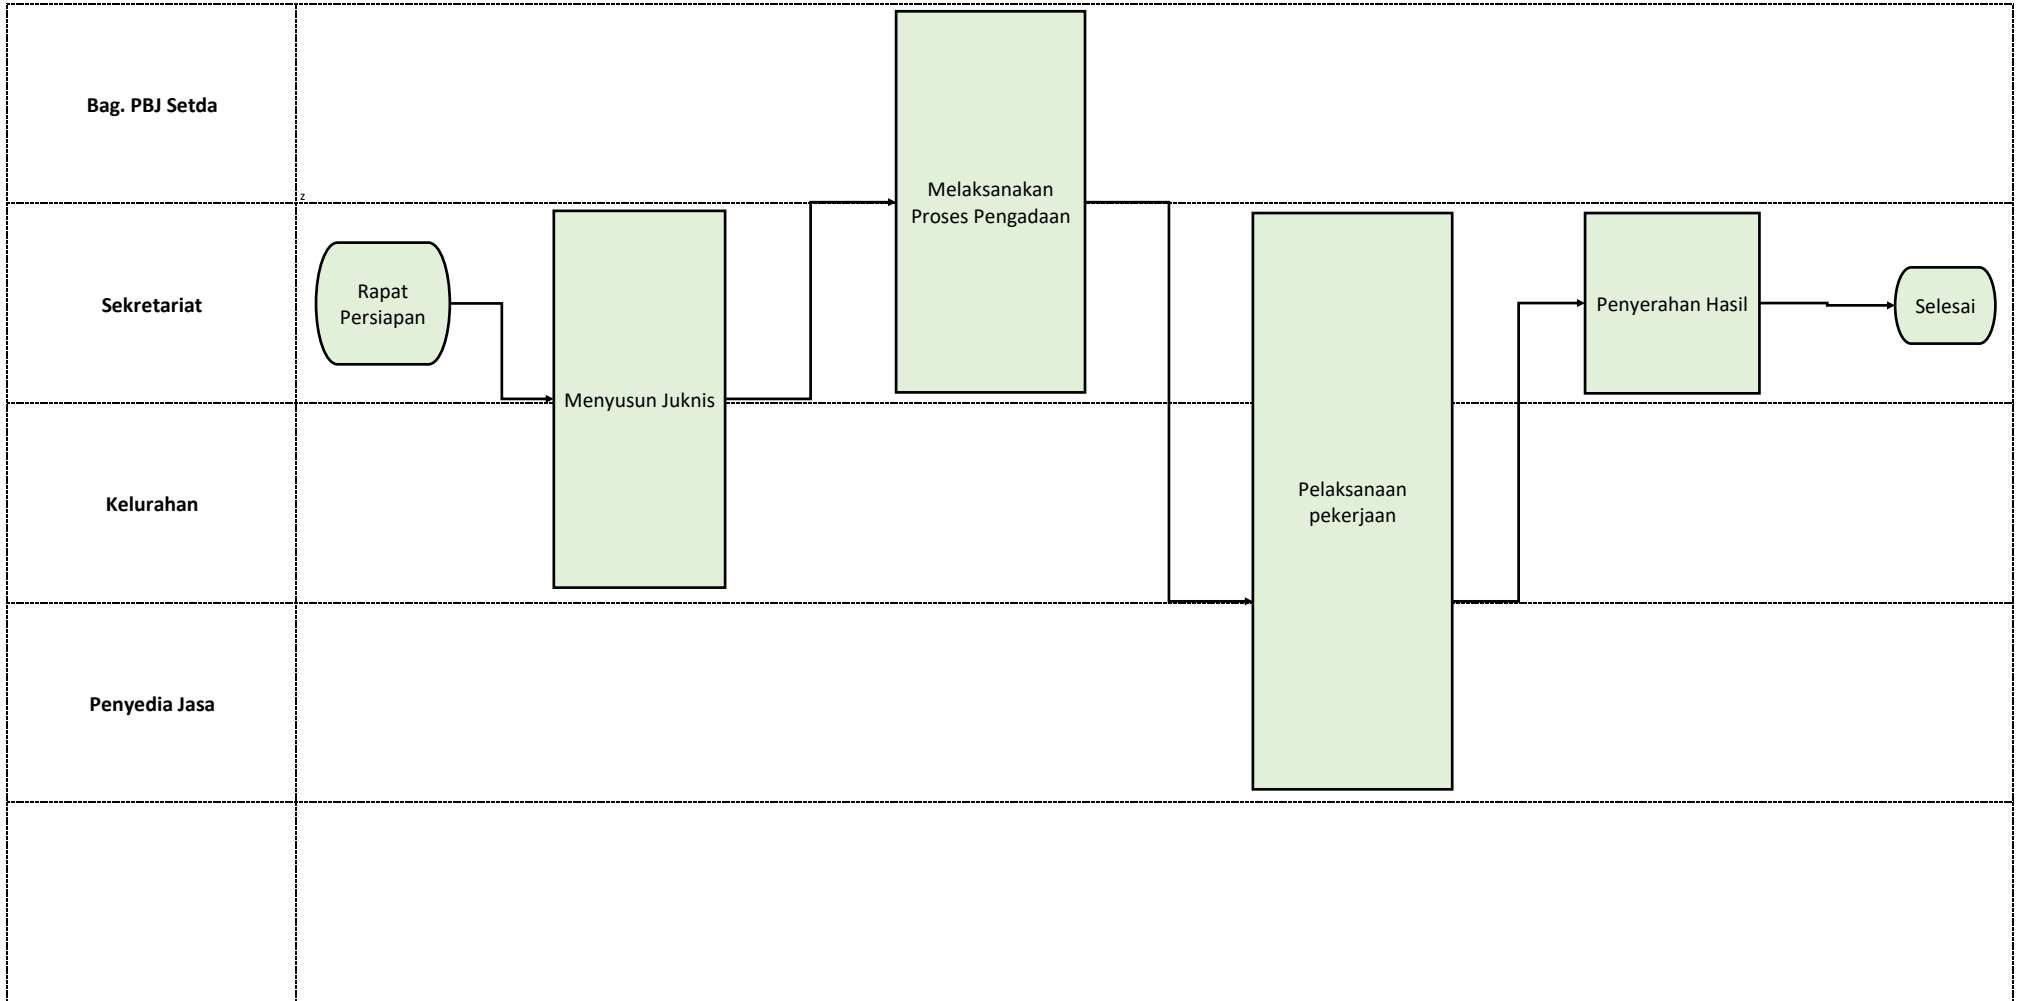 Bag. PBJ Setda
Melaksanakan
Proses Pengadaan
z
Sekretariat
Rapat
Persiapan
Menyusun Juknis
Penyerahan Hasil
Selesai
Kelurahan
Pelaksanaan
pekerjaan
Penyedia Jasa